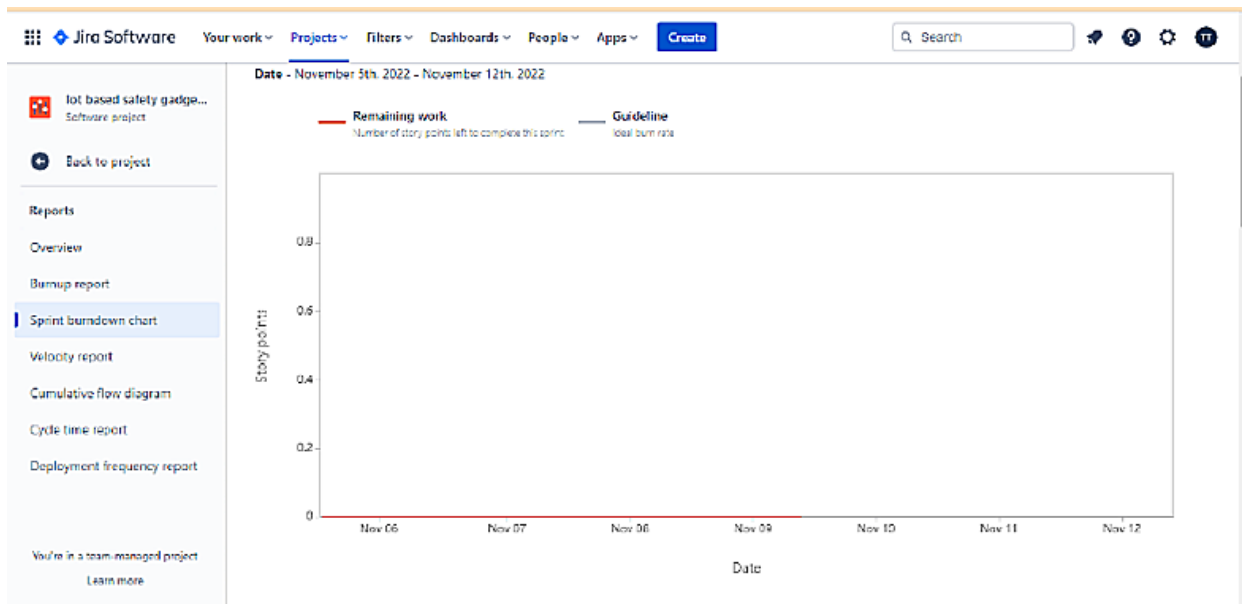 Jira Software Your work Projects Filters Dashboards People Apps Create Search TT
Date - November 5th, 2022 - November 12th, 2022
Iot based safety gadge...
Software project
Back to project
Reports
Overview
Burnup report
Sprint burndown chart
Velocity report
Cumulative flow diagram
Cycle time report
Deployment frequency report
You're in a team-managed project
Learn more
Remaining work
Number of story points left to complete this sprint
Guideline
Ideal burn rate
Story points
0.8
0.6
0.4
0.2
0
Nov 06 Nov 07 Nov 08 Nov 09 Nov 10 Nov 11 Nov 12
Date